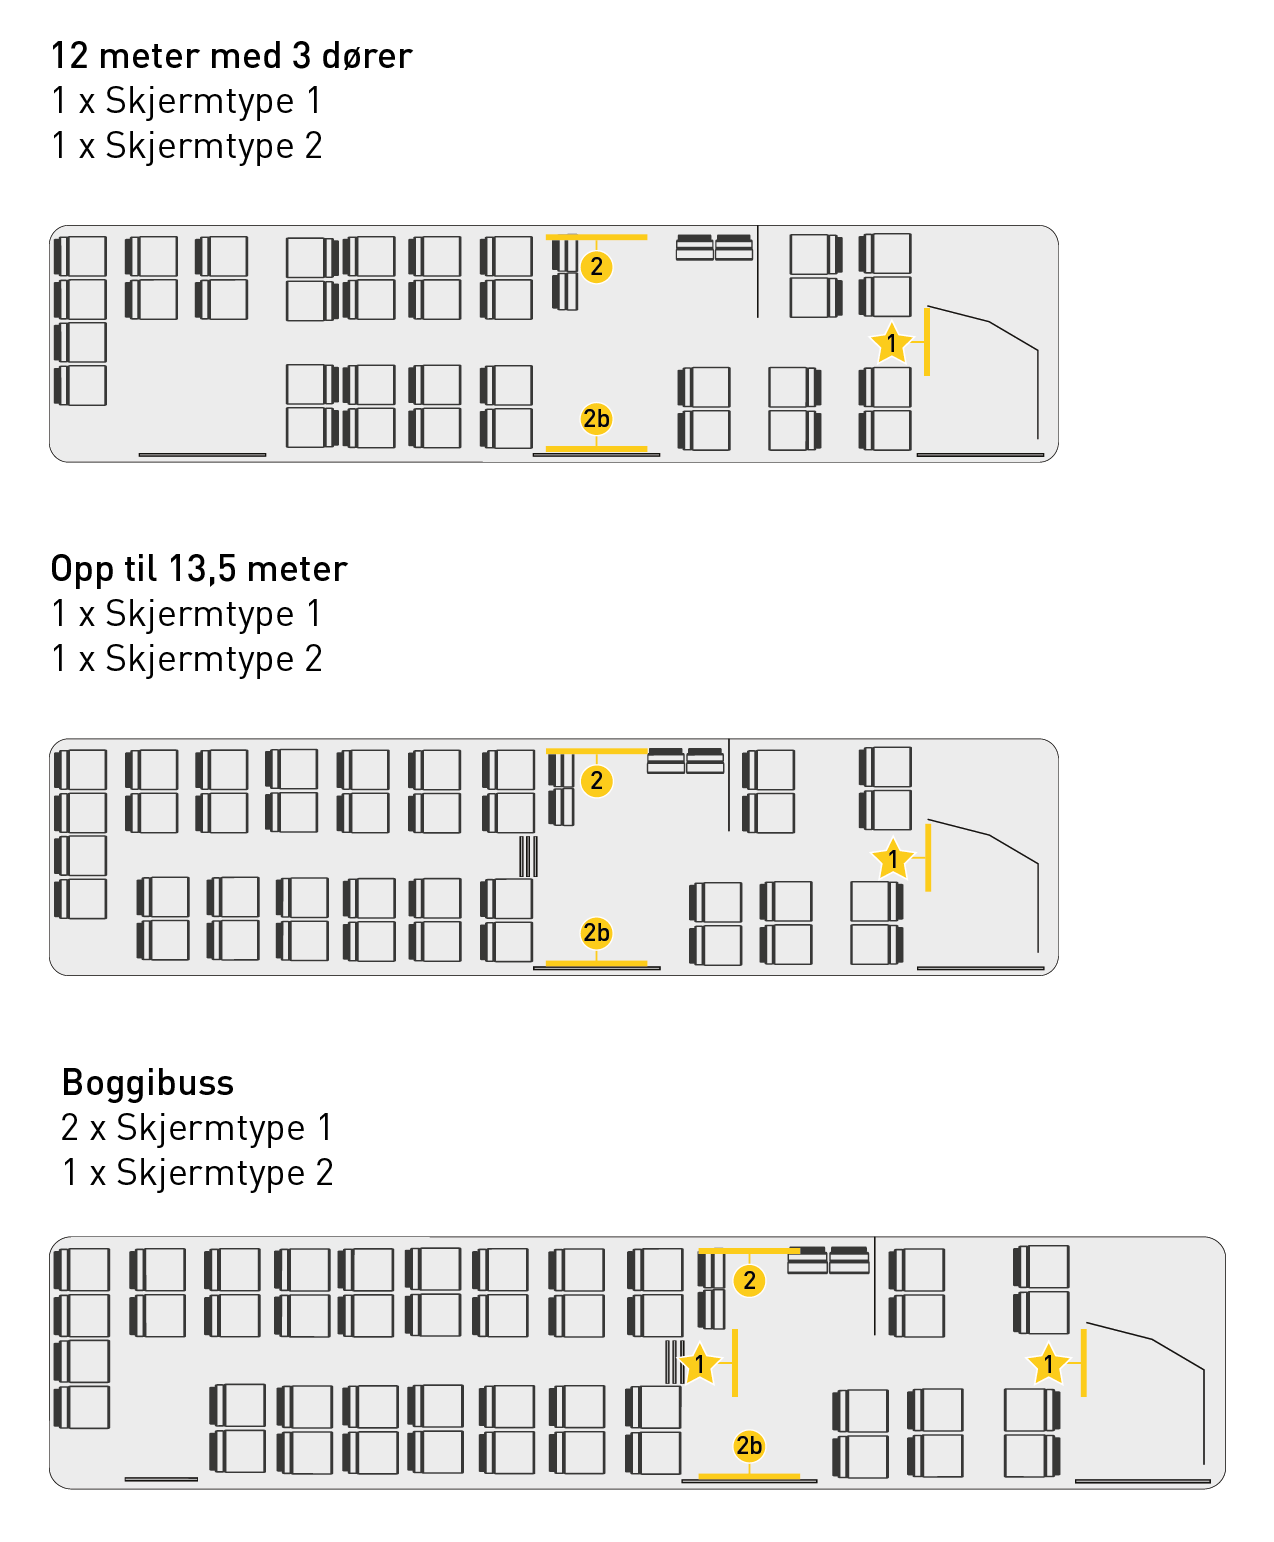 12 meter med 3 dører
1 x Skjermtype 1
1 x Skjermtype 2
2
1
2b
Opp til 13,5 meter
1 x Skjermtype 1
1 x Skjermtype 2
2
1
2b
Boggibuss
2 x Skjermtype 1
1 x Skjermtype 2
2
1
1
2b